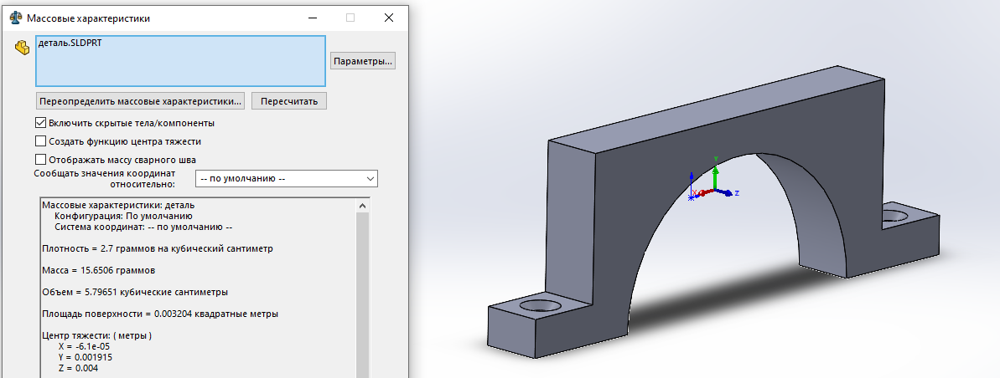 Массовые характеристики
деталь.SLDPRT
Параметры...
Переопределить массовые характеристики...
Пересчитать
Включить скрытые тела/компоненты
Создать функцию центра тяжести
Отображать массу сварного шва
Сообщать значения координат
относительно:
-- по умолчанию --
Массовые характеристики: деталь
Конфигурация: По умолчанию
Система координат: -- по умолчанию --
Плотность = 2.7 граммов на кубический сантиметр
Масса = 15.6506 граммов
Объем = 5.79651 кубические сантиметры
Площадь поверхности = 0.003204 квадратные метры
Центр тяжести: ( метры )
X = -6.1e-05
Y = 0.001915
Z = 0.004
Y
X
Z